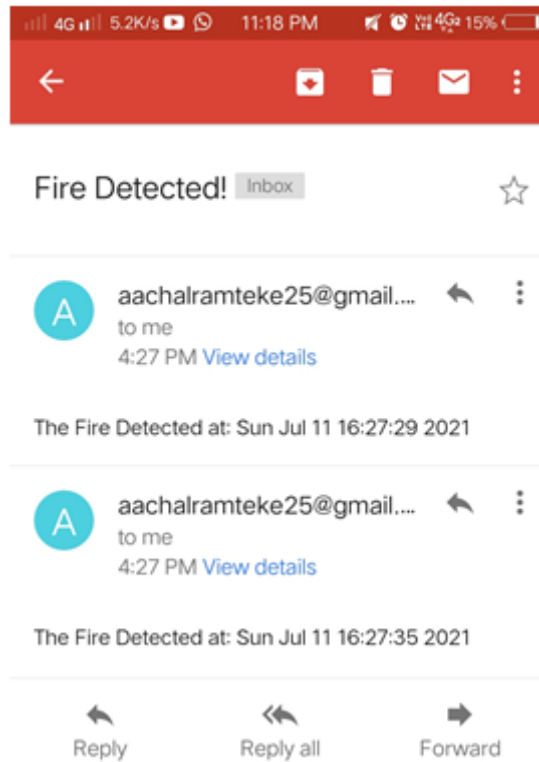 4G 5.2K/s 11:18 PM 4G 15%
Fire Detected! Inbox
A
aachalramteke25@gmail....
to me
4:27 PM View details
The Fire Detected at: Sun Jul 11 16:27:29 2021
A
aachalramteke25@gmail....
to me
4:27 PM View details
The Fire Detected at: Sun Jul 11 16:27:35 2021
Reply Reply all Forward